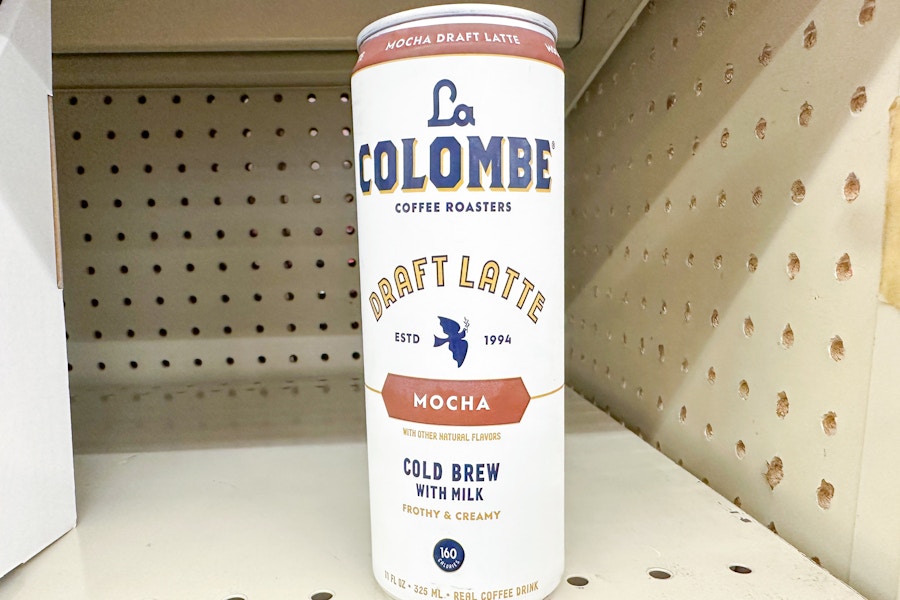 MOCHA DRAFT LATTE
La
COLOMBE®
COFFEE ROASTERS
DRAFT LATTE
ESTD 1994
MOCHA
WITH OTHER NATURAL FLAVORS
COLD BREW
WITH MILK
FROTHY & CREAMY
160
CALORIES
11 FL OZ • 325 ML • REAL COFFEE DRINK